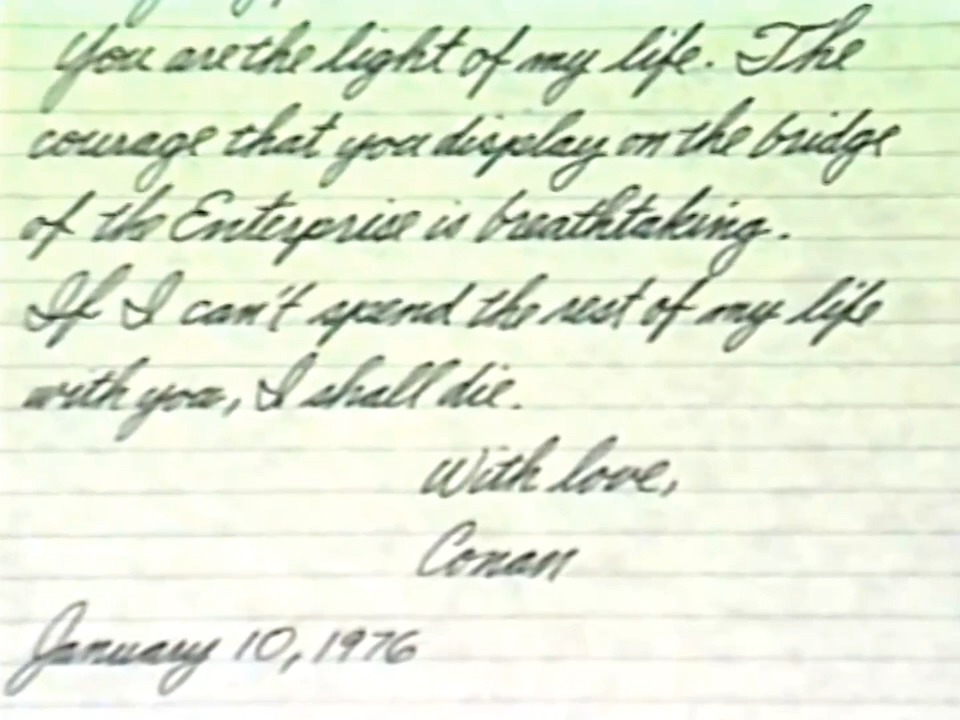 You are the light of my life. The
courage that you display on the bridge
of the Enterprise is breathtaking.
If I can't spend the rest of my life
with you, I shall die.
With love,
Conan
January 10, 1976